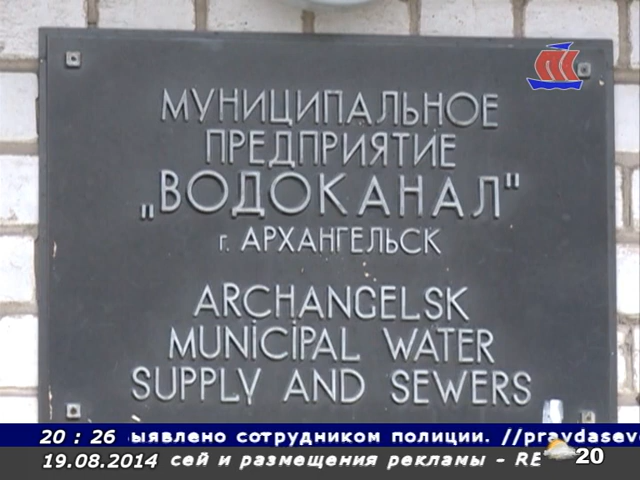 МУНИЦИПАЛЬНОЕ
ПРЕДПРИЯТИЕ
„ВОДОКАНАЛ"
г. АРХАНГЕЛЬСК
ARCHANGELSK
MUNICIPAL WATER
SUPPLY AND SEWERS
20 : 26 ыявлено сотрудником полиции. //pravdasev
19.08.2014 сей и размещения рекламы - RE 20